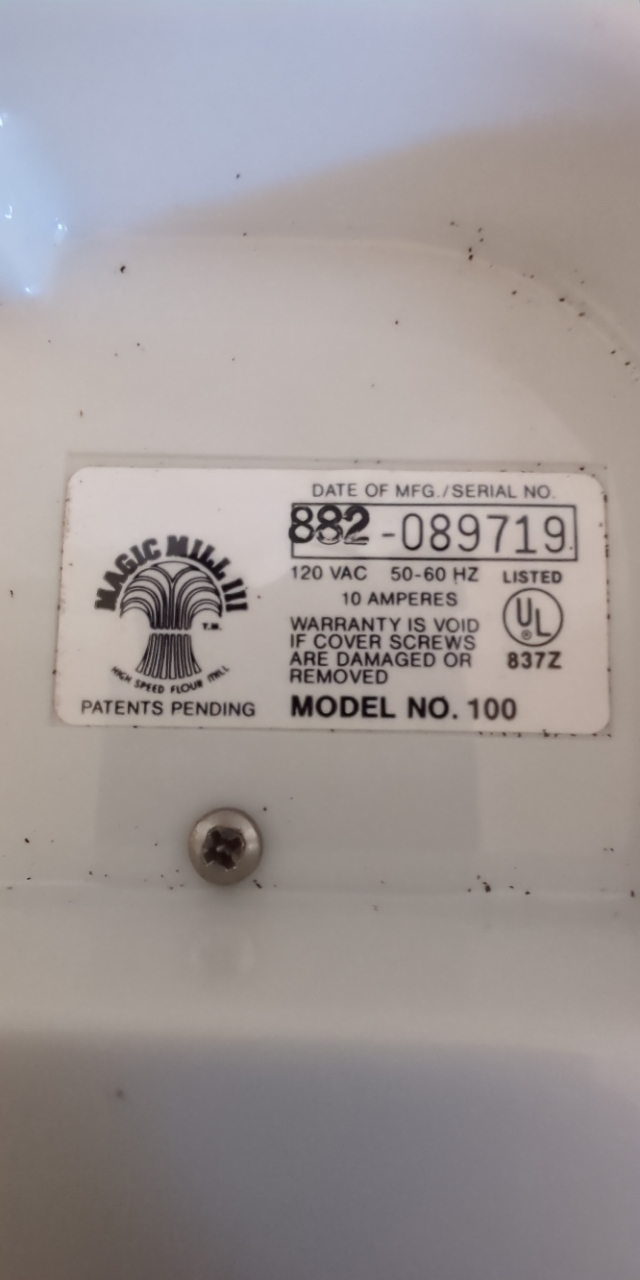 DATE OF MFG./SERIAL NO.
882-089719
MAGIC MILL III
T.M.
HIGH SPEED FLOUR MILL
PATENTS PENDING
120 VAC 50-60 HZ
10 AMPERES
WARRANTY IS VOID
IF COVER SCREWS
ARE DAMAGED OR
REMOVED
MODEL NO. 100
LISTED
UL
®
837Z